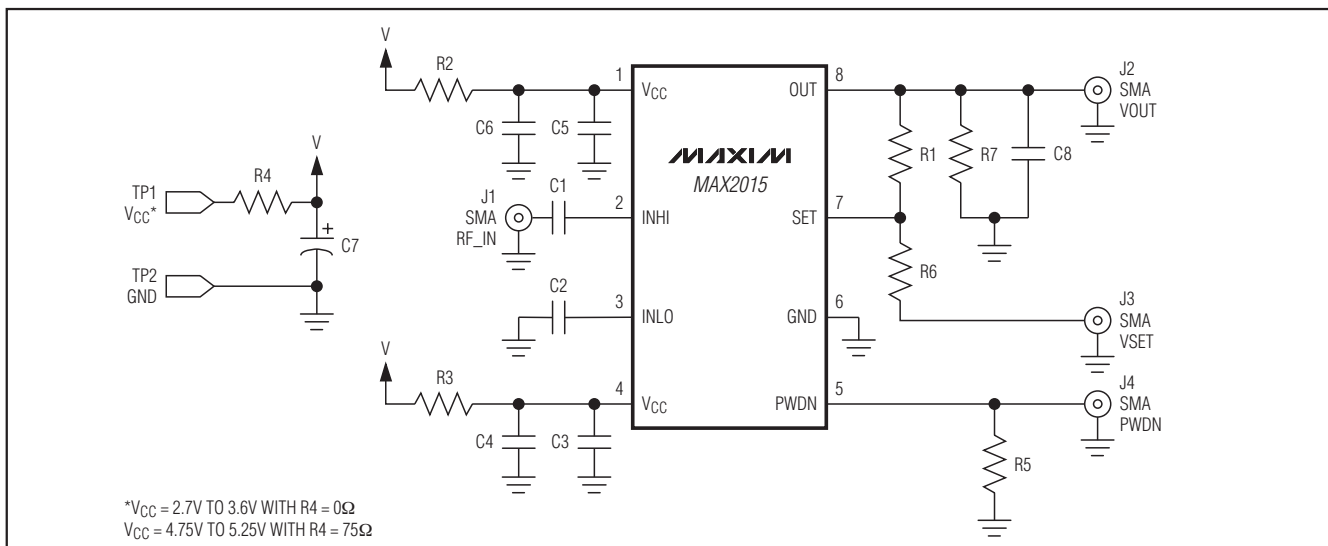 V
R2
1
VCC
C6
C5
V
R4
TP1
VCC*
+
C7
TP2
GND
J1
SMA
RF_IN
C1
2
INHI
C2
3
INLO
V
R3
4
VCC
C4
C3
MAXIM
MAX2015
OUT
8
J2
SMA
VOUT
R1
R7
C8
SET
7
R6
GND
6
J3
SMA
VSET
PWDN
5
J4
SMA
PWDN
R5
*VCC = 2.7V TO 3.6V WITH R4 = 0Ω
VCC = 4.75V TO 5.25V WITH R4 = 75Ω